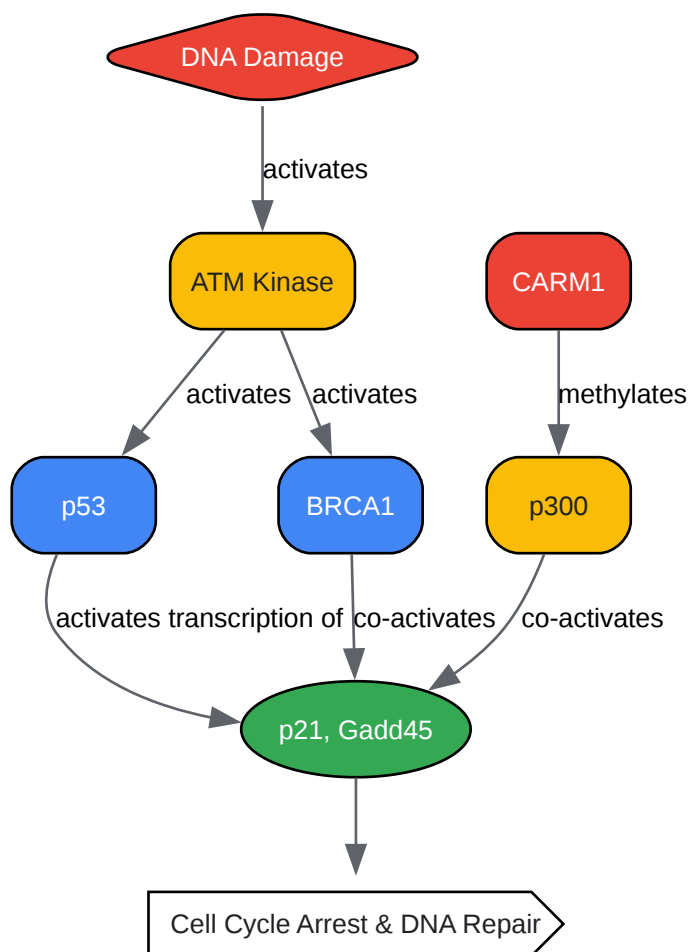 DNA Damage
activates
ATM Kinase
CARM1
activates
activates
methylates
p53
BRCA1
p300
activates transcription of
co-activates
co-activates
p21, Gadd45
Cell Cycle Arrest & DNA Repair